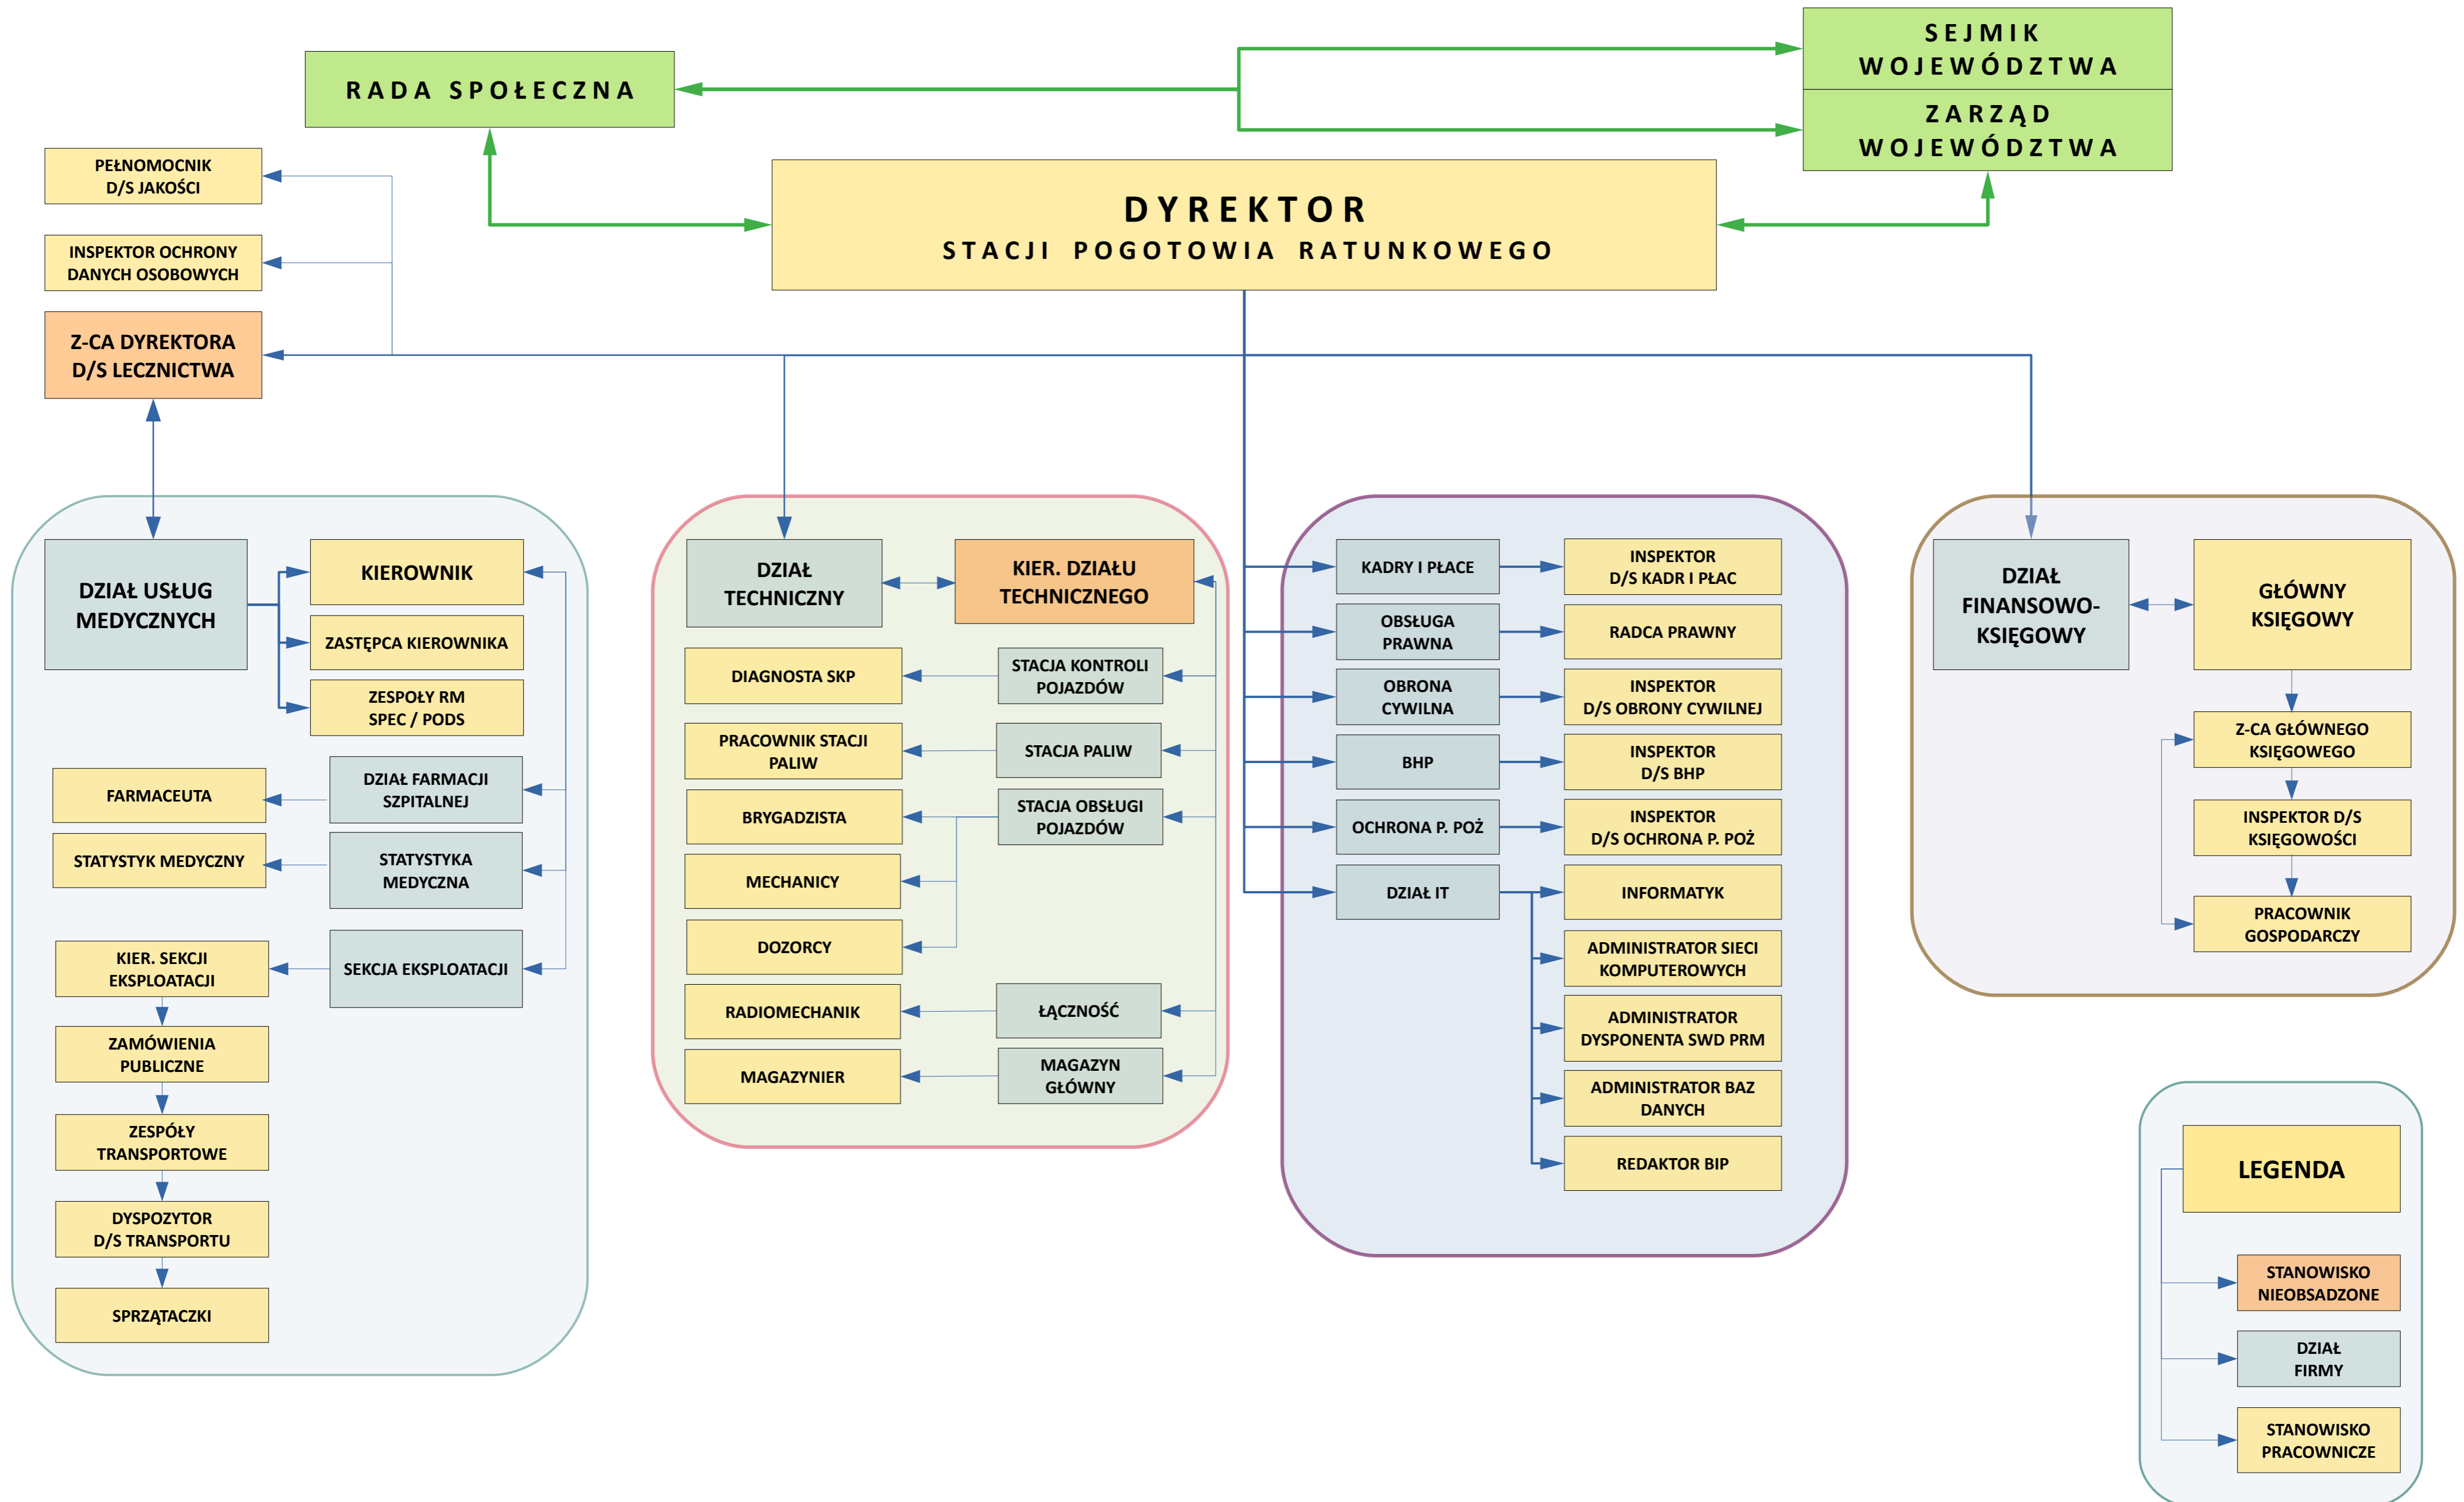 SEJMIK
WOJEWÓDZTWA
RADA SPOŁECZNA
ZARZĄD
WOJEWÓDZTWA
PEŁNOMOCNIK
D/S JAKOŚCI
DYREKTOR
STACJI POGOTOWIA RATUNKOWEGO
INSPEKTOR OCHRONY
DANYCH OSOBOWYCH
Z-CA DYREKTORA
D/S LECZNICTWA
DZIAŁ USŁUG
MEDYCZNYCH
KIEROWNIK
ZASTĘPCA KIEROWNIKA
ZESPOŁY RM
SPEC / PODS
DZIAŁ FARMACJI
SZPITALNEJ
FARMACEUTA
STATYSTYKA
MEDYCZNA
STATYSTYK MEDYCZNY
SEKCJA EKSPLOATACJI
KIER. SEKCJI
EKSPLOATACJI
ZAMÓWIENIA
PUBLICZNE
ZESPÓŁY
TRANSPORTOWE
DYSPOZYTOR
D/S TRANSPORTU
SPRZĄTACZKI
DZIAŁ
TECHNICZNY
KIER. DZIAŁU
TECHNICZNEGO
DIAGNOSTA SKP
STACJA KONTROLI
POJAZDÓW
PRACOWNIK STACJI
PALIW
STACJA PALIW
BRYGADZISTA
STACJA OBSŁUGI
POJAZDÓW
MECHANICY
DOZORCY
RADIOMECHANIK
ŁĄCZNOŚĆ
MAGAZYNIER
MAGAZYN
GŁÓWNY
KADRY I PŁACE
INSPEKTOR
D/S KADR I PŁAC
OBSŁUGA
PRAWNA
RADCA PRAWNY
OBRONA
CYWILNA
INSPEKTOR
D/S OBRONY CYWILNEJ
BHP
INSPEKTOR
D/S BHP
OCHRONA P. POŻ
INSPEKTOR
D/S OCHRONA P. POŻ
DZIAŁ IT
INFORMATYK
ADMINISTRATOR SIECI
KOMPUTEROWYCH
ADMINISTRATOR
DYSPONENTA SWD PRM
ADMINISTRATOR BAZ
DANYCH
REDAKTOR BIP
DZIAŁ
FINANSOWO-
KSIĘGOWY
GŁÓWNY
KSIĘGOWY
Z-CA GŁÓWNEGO
KSIĘGOWEGO
INSPEKTOR D/S
KSIĘGOWOŚCI
PRACOWNIK
GOSPODARCZY
LEGENDA
STANOWISKO
NIEOBSADZONE
DZIAŁ
FIRMY
STANOWISKO
PRACOWNICZE